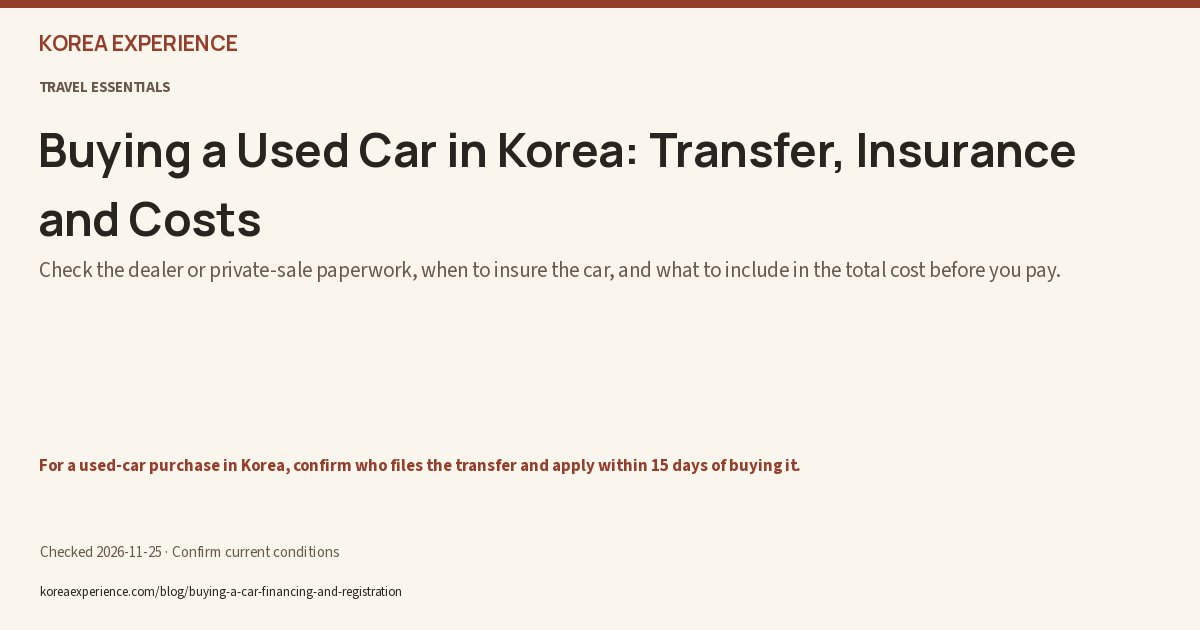 KOREA EXPERIENCE
TRAVEL ESSENTIALS
Buying a Used Car in Korea: Transfer, Insurance
and Costs
Check the dealer or private-sale paperwork, when to insure the car, and what to include in the total cost before you pay.
For a used-car purchase in Korea, confirm who files the transfer and apply within 15 days of buying it.
Checked 2026-11-25 · Confirm current conditions
koreaexperience.com/blog/buying-a-car-financing-and-registration